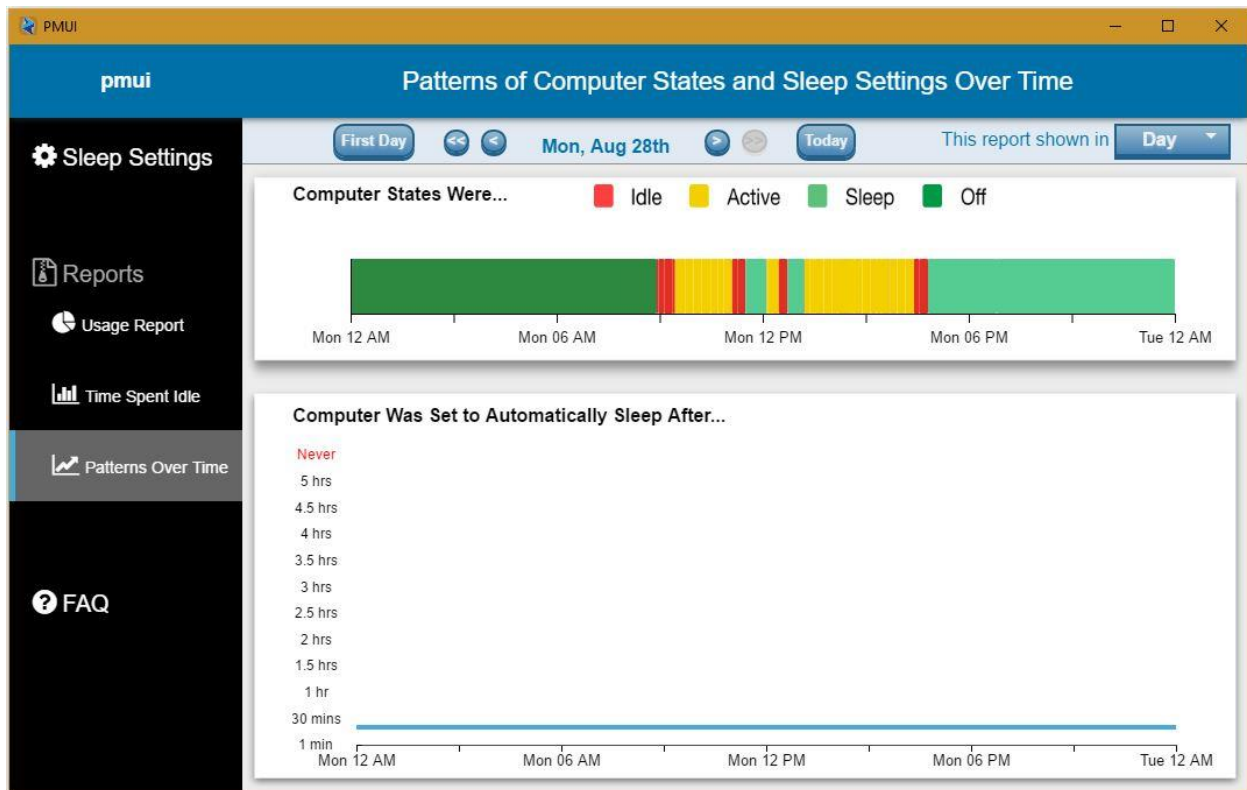 PMUI
pmui
Patterns of Computer States and Sleep Settings Over Time
Sleep Settings
Reports
Usage Report
Time Spent Idle
Patterns Over Time
FAQ
First Day << < Mon, Aug 28th > >> Today This report shown in Day
Computer States Were... Idle Active Sleep Off
Mon 12 AM Mon 06 AM Mon 12 PM Mon 06 PM Tue 12 AM
Computer Was Set to Automatically Sleep After...
Never
5 hrs
4.5 hrs
4 hrs
3.5 hrs
3 hrs
2.5 hrs
2 hrs
1.5 hrs
1 hr
30 mins
1 min
Mon 12 AM Mon 06 AM Mon 12 PM Mon 06 PM Tue 12 AM